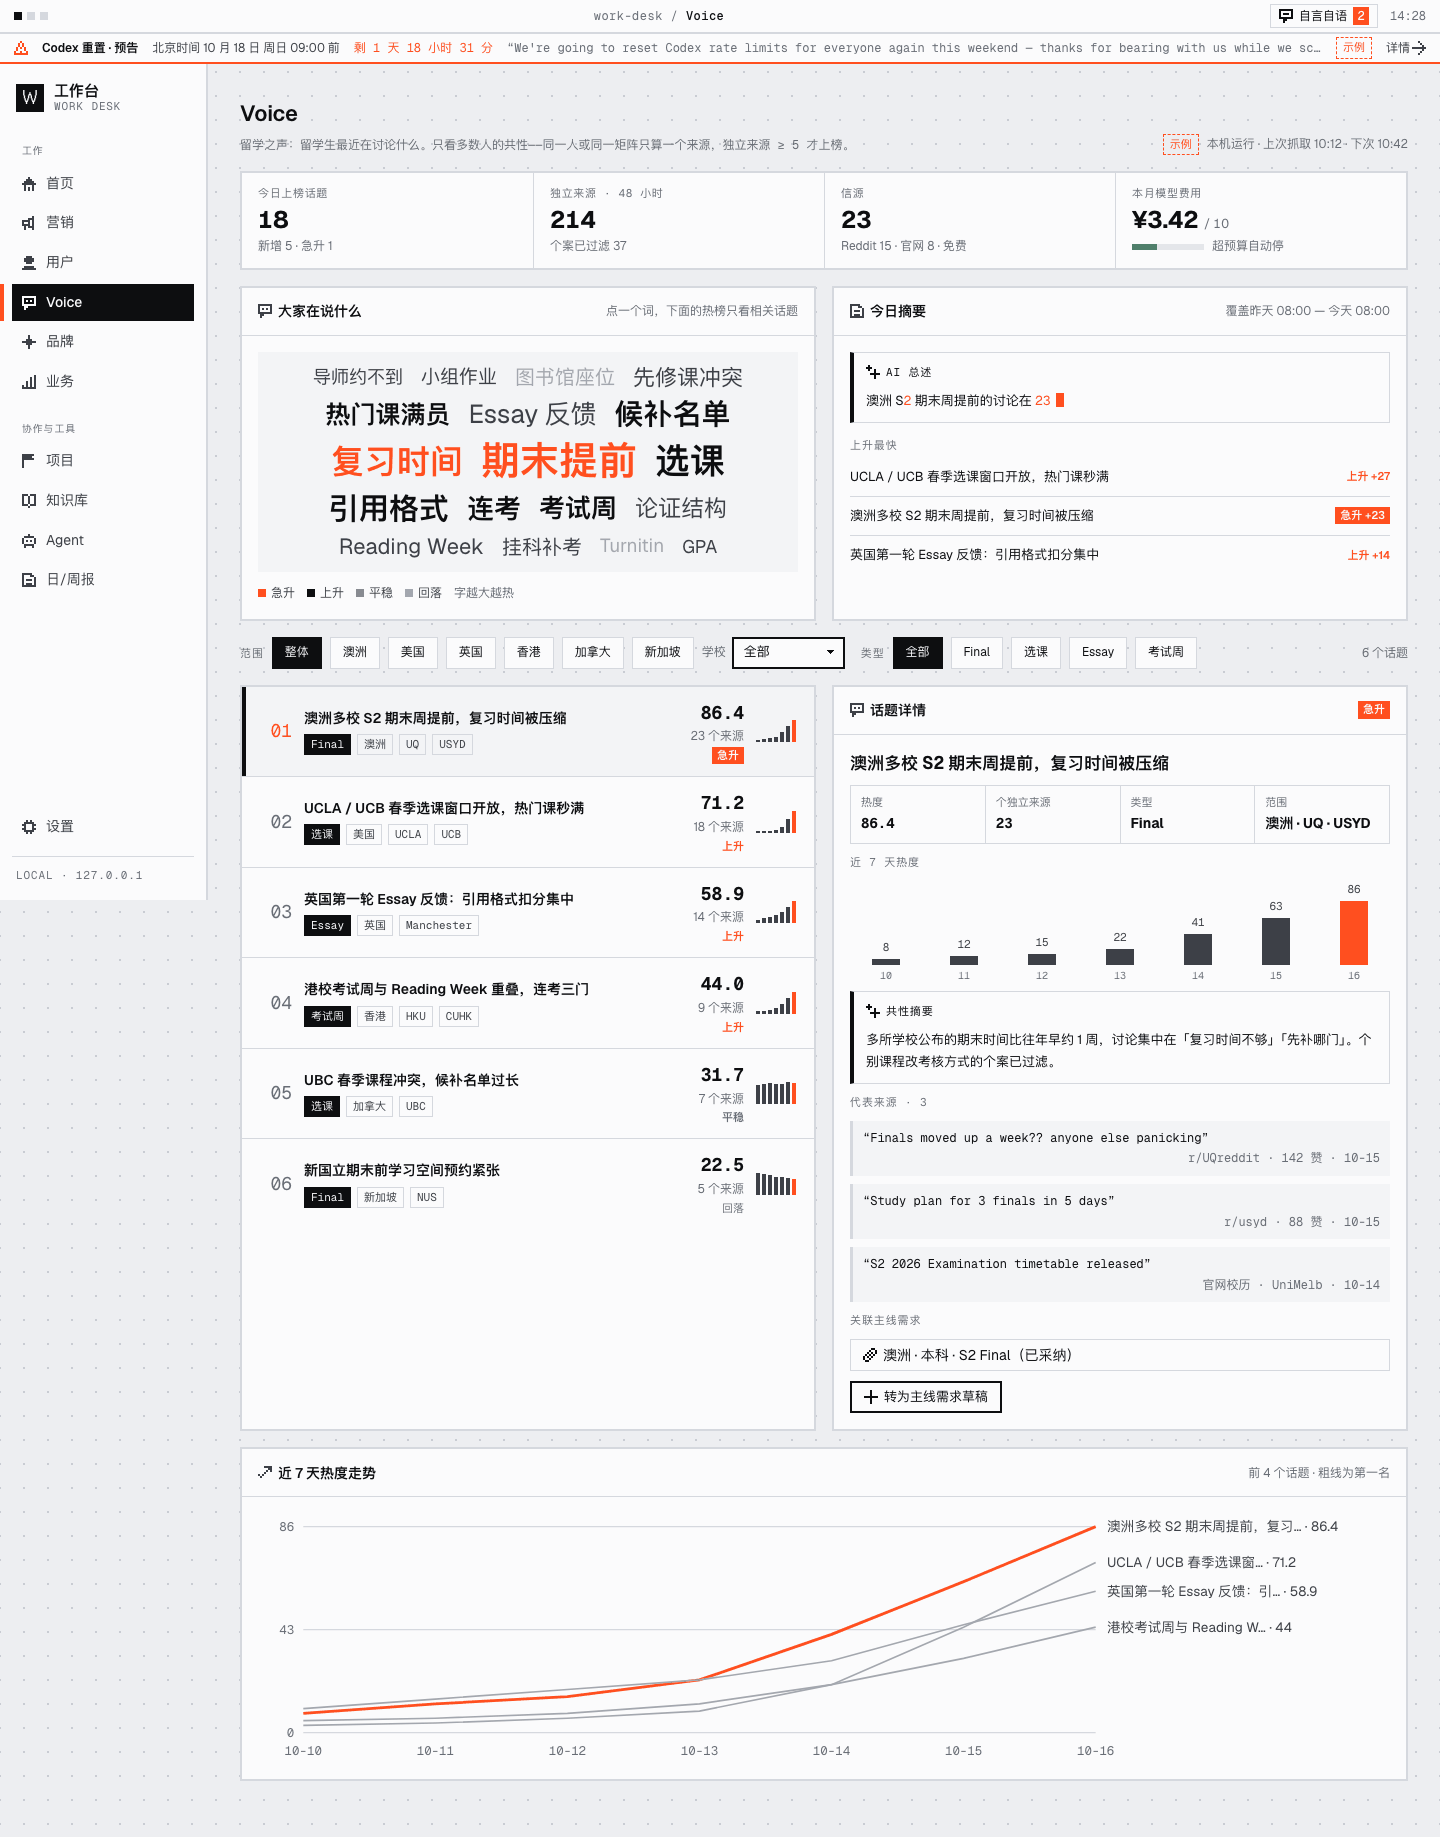 work-desk / Voice
自言自语 2
14:28
Codex 重置 · 预告 北京时间 10 月 18 日 周日 09:00 前 剩 1 天 18 小时 31 分 “We're going to reset Codex rate limits for everyone again this weekend — thanks for bearing with us while we sc… 示例 详情
W 工作台
WORK DESK
工作
首页
营销
用户
Voice
品牌
业务
协作与工具
项目
知识库
Agent
日/周报
设置
LOCAL · 127.0.0.1
Voice
留学之声：留学生最近在讨论什么。只看多数人的共性——同一人或同一矩阵只算一个来源，独立来源 ≥ 5 才上榜。
示例 本机运行 · 上次抓取 10:12 · 下次 10:42
今日上榜话题
18
新增 5 · 急升 1
独立来源 · 48 小时
214
个案已过滤 37
信源
23
Reddit 15 · 官网 8 · 免费
本月模型费用
¥3.42 / 10
超预算自动停
大家在说什么
点一个词，下面的热榜只看相关话题
导师约不到 小组作业 图书馆座位 先修课冲突
热门课满员 Essay 反馈 候补名单
复习时间 期末提前 选课
引用格式 连考 考试周 论证结构
Reading Week 挂科补考 Turnitin GPA
急升 上升 平稳 回落 字越大越热
今日摘要
覆盖昨天 08:00 — 今天 08:00
AI 总述
澳洲 S2 期末周提前的讨论在 23
上升最快
UCLA / UCB 春季选课窗口开放，热门课秒满 上升 +27
澳洲多校 S2 期末周提前，复习时间被压缩 急升 +23
英国第一轮 Essay 反馈：引用格式扣分集中 上升 +14
范围 整体 澳洲 美国 英国 香港 加拿大 新加坡 学校 全部 类型 全部 Final 选课 Essay 考试周 6 个话题
01 澳洲多校 S2 期末周提前，复习时间被压缩
Final 澳洲 UQ USYD
86.4
23 个来源
急升
02 UCLA / UCB 春季选课窗口开放，热门课秒满
选课 美国 UCLA UCB
71.2
18 个来源
上升
03 英国第一轮 Essay 反馈：引用格式扣分集中
Essay 英国 Manchester
58.9
14 个来源
上升
04 港校考试周与 Reading Week 重叠，连考三门
考试周 香港 HKU CUHK
44.0
9 个来源
上升
05 UBC 春季课程冲突，候补名单过长
选课 加拿大 UBC
31.7
7 个来源
平稳
06 新国立期末前学习空间预约紧张
Final 新加坡 NUS
22.5
5 个来源
回落
话题详情
急升
澳洲多校 S2 期末周提前，复习时间被压缩
热度
86.4
个独立来源
23
类型
Final
范围
澳洲 · UQ · USYD
近 7 天热度
8 12 15 22 41 63 86
10 11 12 13 14 15 16
共性摘要
多所学校公布的期末时间比往年早约 1 周，讨论集中在「复习时间不够」「先补哪门」。个
别课程改考核方式的个案已过滤。
代表来源 · 3
“Finals moved up a week?? anyone else panicking”
r/UQreddit · 142 赞 · 10-15
“Study plan for 3 finals in 5 days”
r/usyd · 88 赞 · 10-15
“S2 2026 Examination timetable released”
官网校历 · UniMelb · 10-14
关联主线需求
澳洲 · 本科 · S2 Final（已采纳）
转为主线需求草稿
近 7 天热度走势
前 4 个话题 · 粗线为第一名
86
43
0
10-10 10-11 10-12 10-13 10-14 10-15 10-16
澳洲多校 S2 期末周提前，复习… · 86.4
UCLA / UCB 春季选课窗… · 71.2
英国第一轮 Essay 反馈：引… · 58.9
港校考试周与 Reading W… · 44